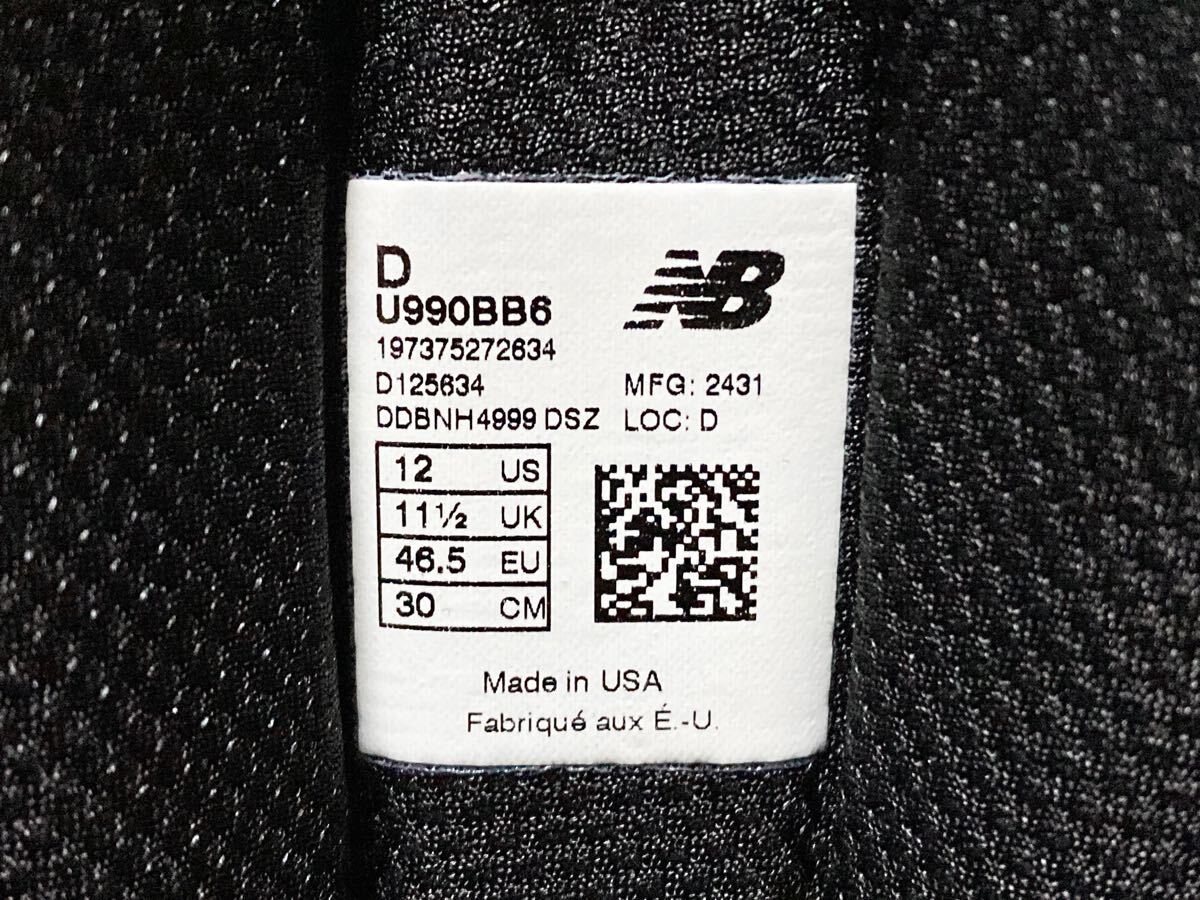 D
NB
U990BB6
197375272634
D125634 MFG: 2431
DDBNH4999 DSZ LOC: D
12 US
11½ UK
46.5 EU
30 CM
Made in USA
Fabriqué aux É.-U.